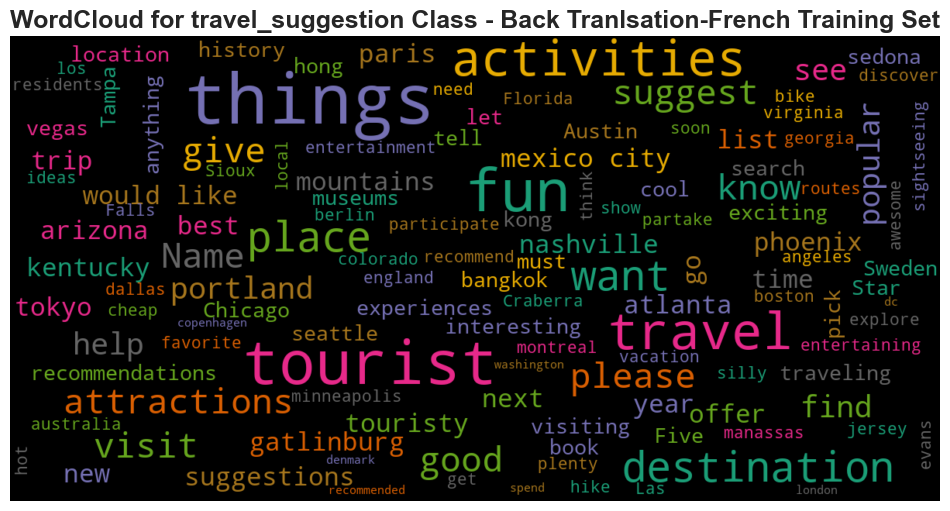 WordCloud for travel_suggestion Class - Back Tranlsation-French Training Set
location history hong paris activities see sedona
los residents Tampa anything things need Florida suggest bike discover
vegas let virginia popular sightseeing
trip give local entertainment tell Austin soon list georgia
ideas Sioux mountains fun mexico city search know routes
would like museums think cool exciting awesome
Falls berlin participate kong show partake
arizona best place nashville phoenix
Name colorado recommend must angeles
kentucky dallas portland england bangkok want go time Sweden
tokyo cheap Chicago experiences Craberra atlanta boston Star dc
copenhagen seattle interesting travel pick explore
help favorite tourist montreal vacation entertaining
recommendations washington please silly traveling
attractions minneapolis next year offer find
australia touristy visiting Five manassas jersey
visit gatlinburg good book evans
hot new suggestions denmark get plenty destination
recommended spend hike Las london